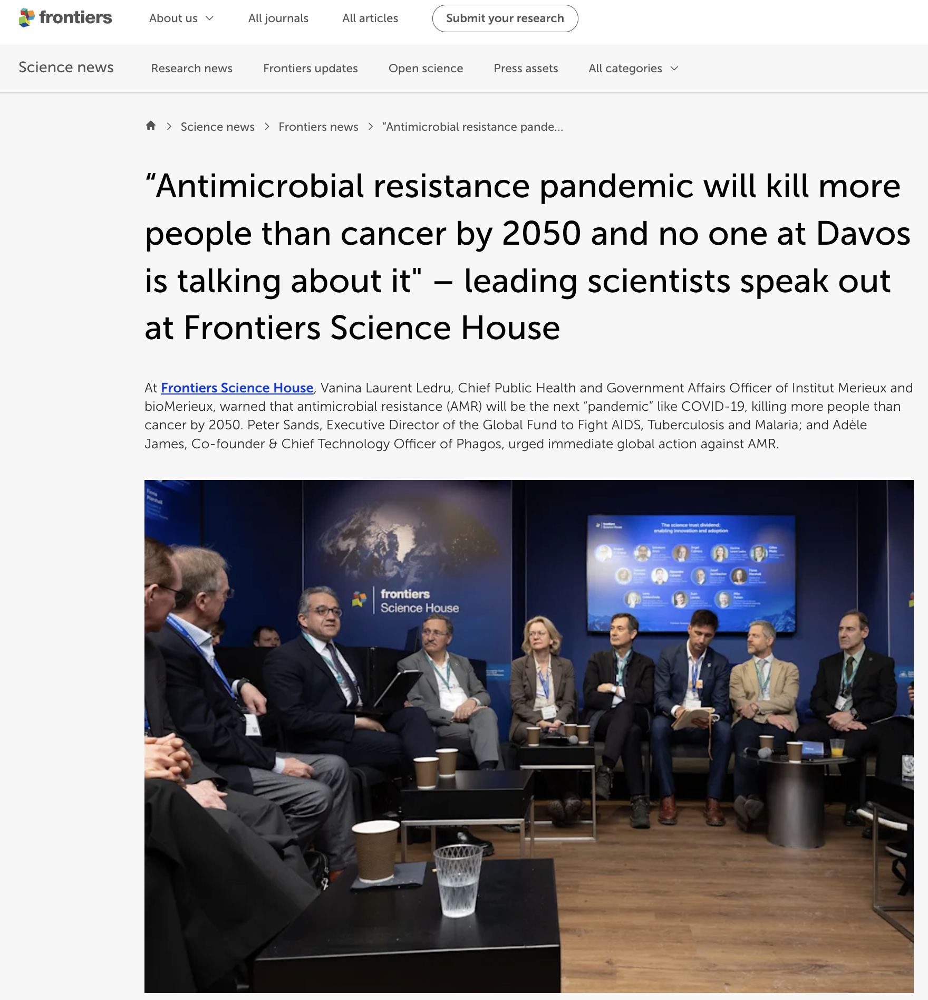 frontiers
About us
All journals
All articles
Submit your research
Science news
Research news
Frontiers updates
Open science
Press assets
All categories
Science news
Frontiers news
“Antimicrobial resistance pande...
“Antimicrobial resistance pandemic will kill more
people than cancer by 2050 and no one at Davos
is talking about it" – leading scientists speak out
at Frontiers Science House
At Frontiers Science House, Vanina Laurent Ledru, Chief Public Health and Government Affairs Officer of Institut Merieux and
bioMerieux, warned that antimicrobial resistance (AMR) will be the next “pandemic” like COVID-19, killing more people than
cancer by 2050. Peter Sands, Executive Director of the Global Fund to Fight AIDS, Tuberculosis and Malaria; and Adèle
James, Co-founder & Chief Technology Officer of Phagos, urged immediate global action against AMR.
Fiona
Marshall
frontiers
Science House
frontiers
Science House
The science trust dividend:
enabling innovation and adoption
Fiona
Marshall